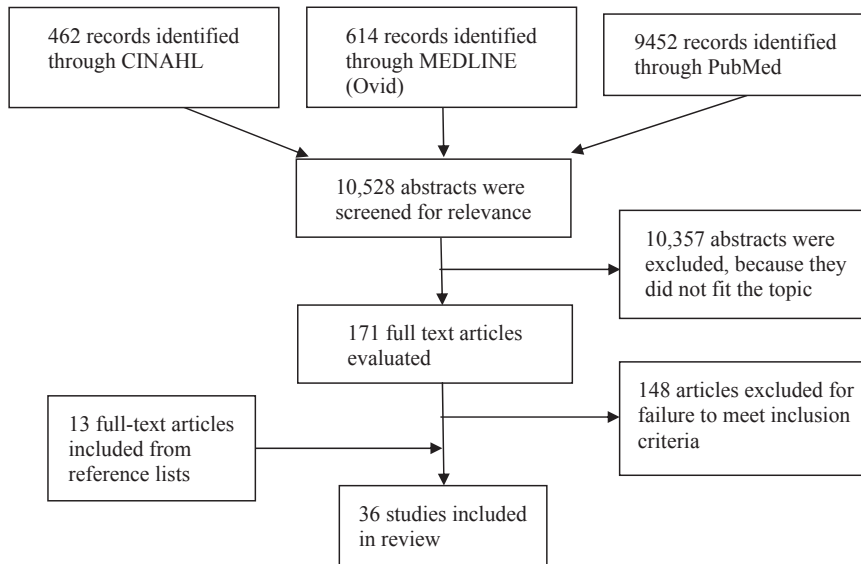 462 records identified
through CINAHL
614 records identified
through MEDLINE
(Ovid)
9452 records identified
through PubMed
10,528 abstracts were
screened for relevance
10,357 abstracts were
excluded, because they
did not fit the topic
171 full text articles
evaluated
148 articles excluded for
failure to meet inclusion
criteria
13 full-text articles
included from
reference lists
36 studies included
in review